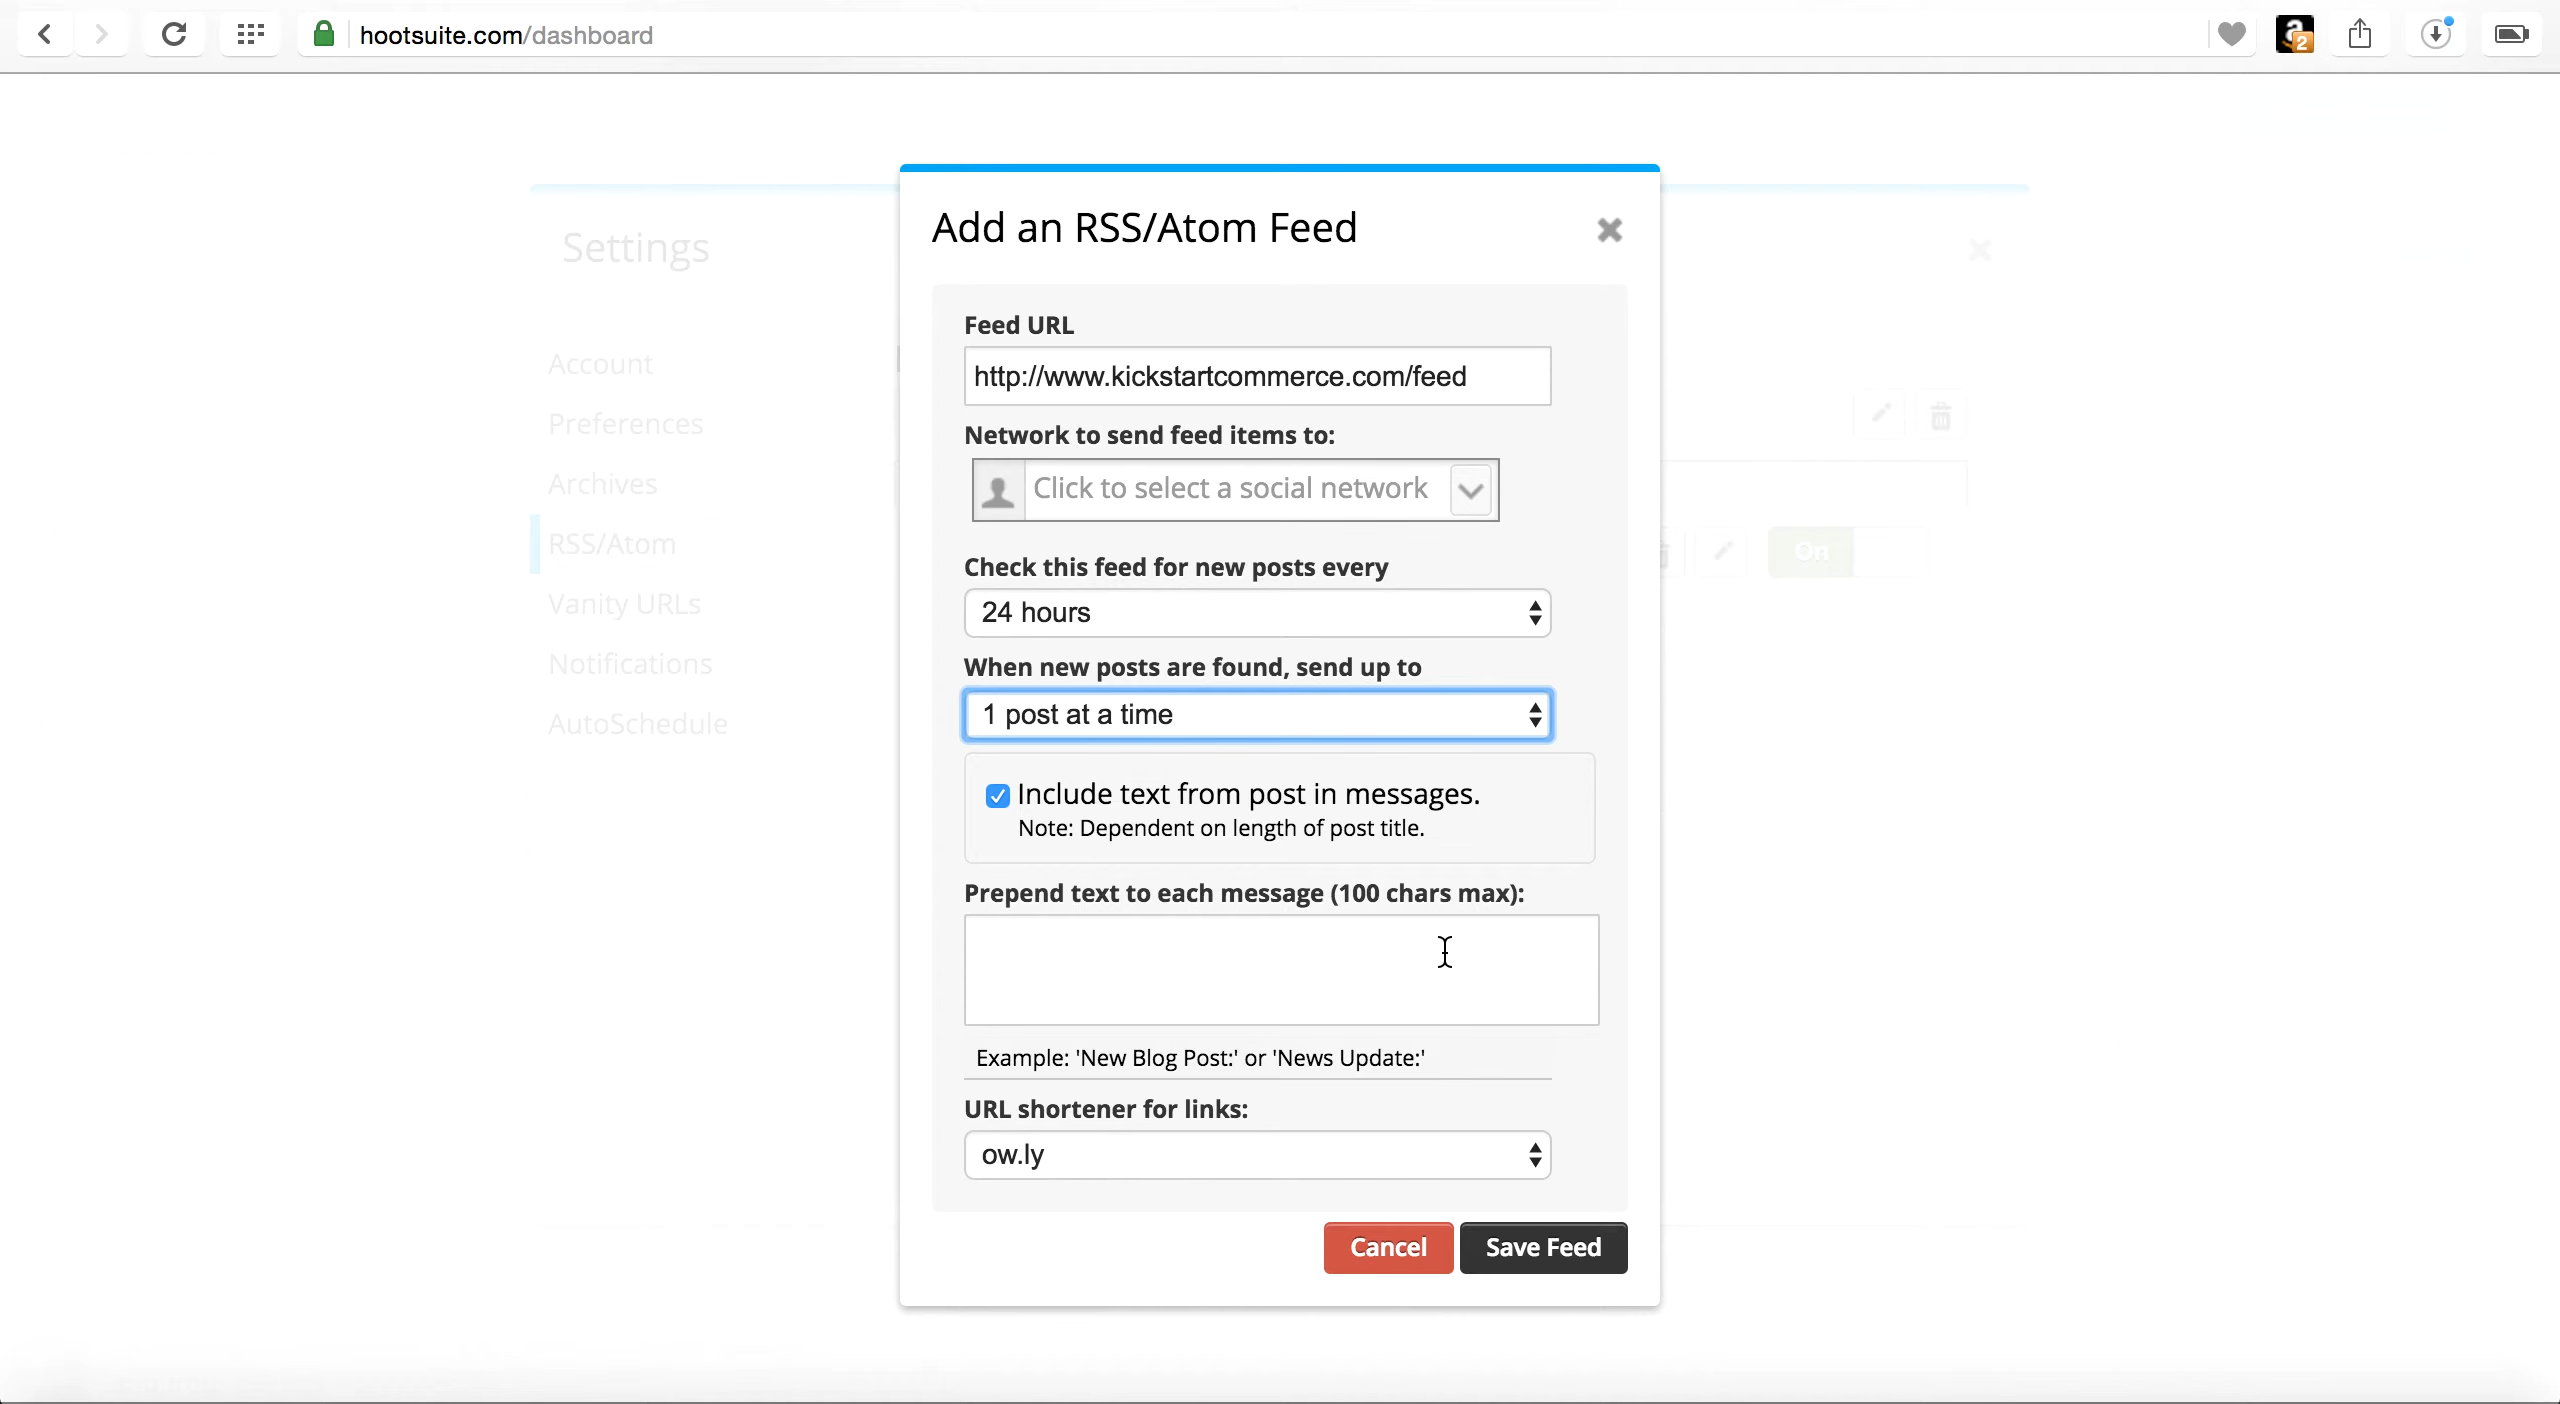 hootsuite.com/dashboard
2
Settings
Account
Preferences
Archives
RSS/Atom
Vanity URLs
Notifications
AutoSchedule
On
Add an RSS/Atom Feed
Feed URL
http://www.kickstartcommerce.com/feed
Network to send feed items to:
Click to select a social network
Check this feed for new posts every
24 hours
When new posts are found, send up to
1 post at a time
Include text from post in messages.
Note: Dependent on length of post title.
Prepend text to each message (100 chars max):
Example: 'New Blog Post:' or 'News Update:'
URL shortener for links:
ow.ly
Cancel
Save Feed